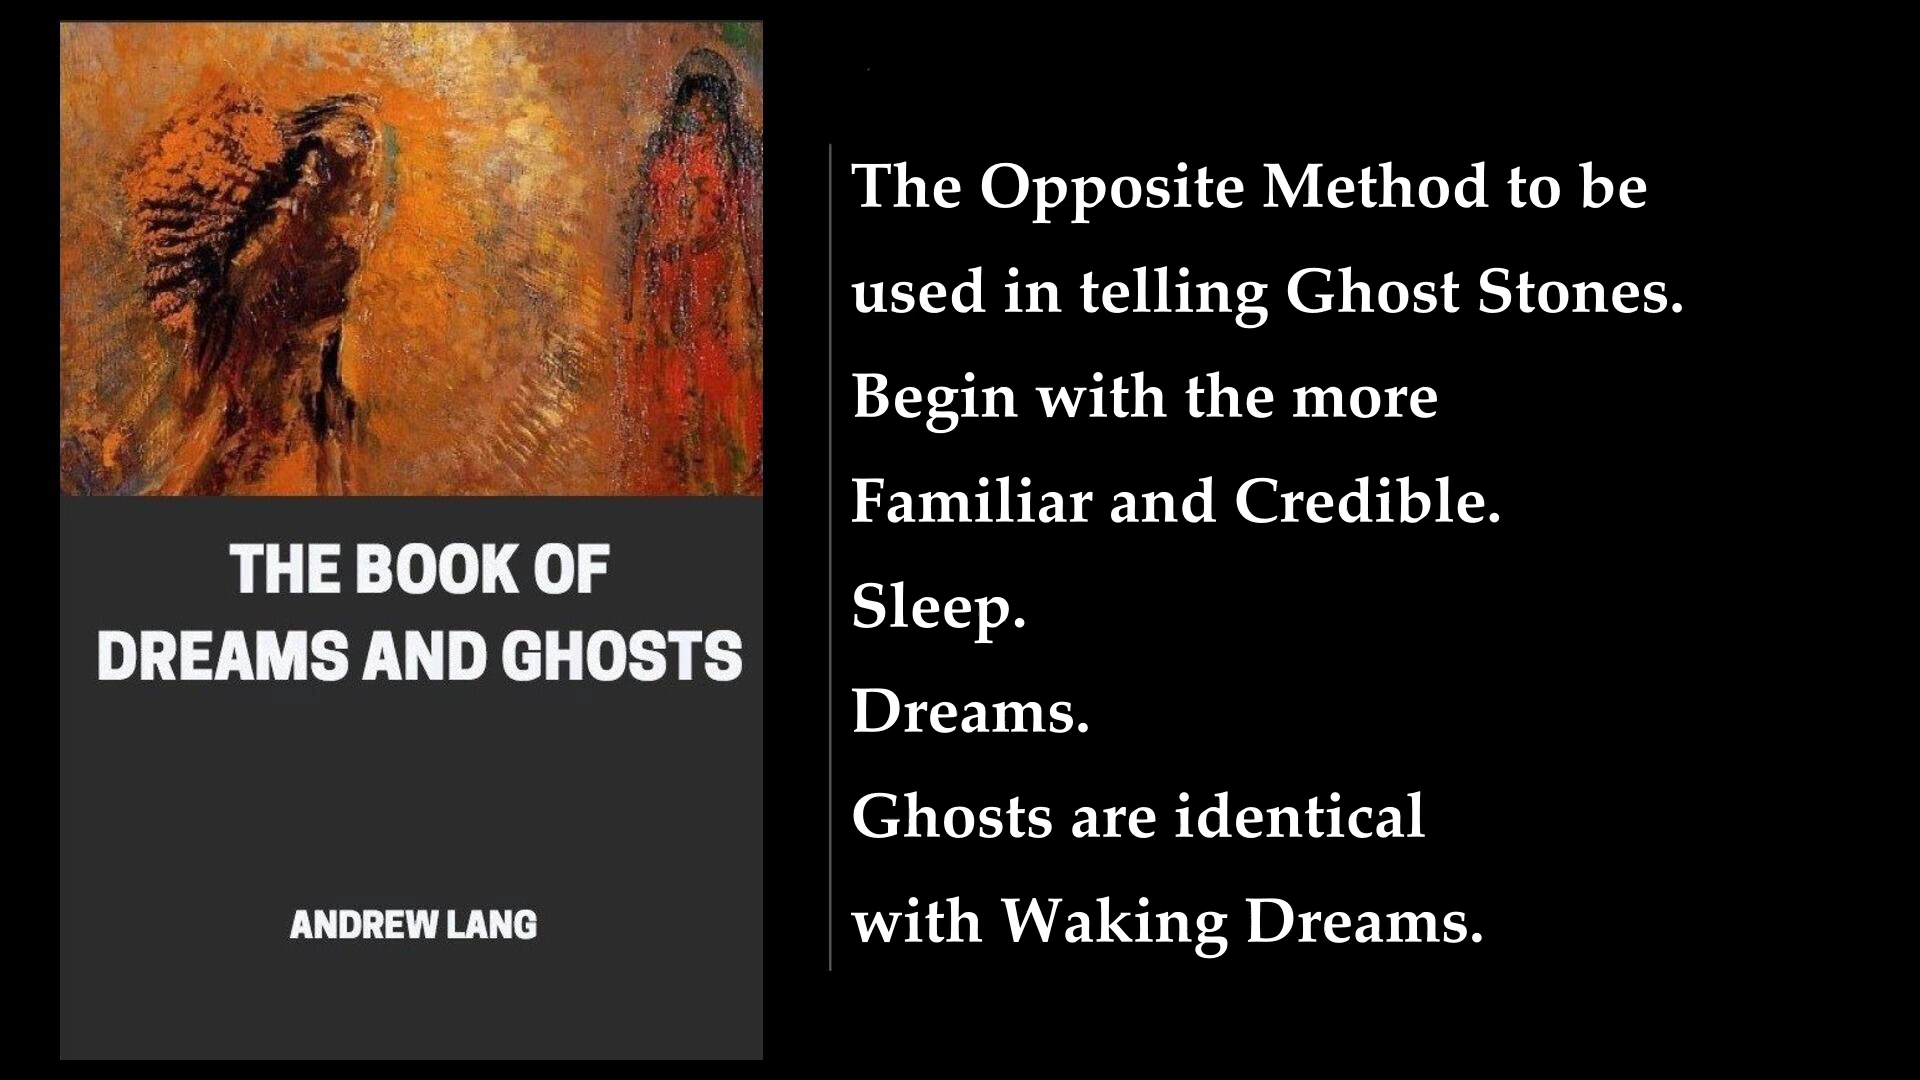 THE BOOK OF
DREAMS AND GHOSTS
ANDREW LANG
The Opposite Method to be
used in telling Ghost Stones.
Begin with the more
Familiar and Credible.
Sleep.
Dreams.
Ghosts are identical
with Waking Dreams.